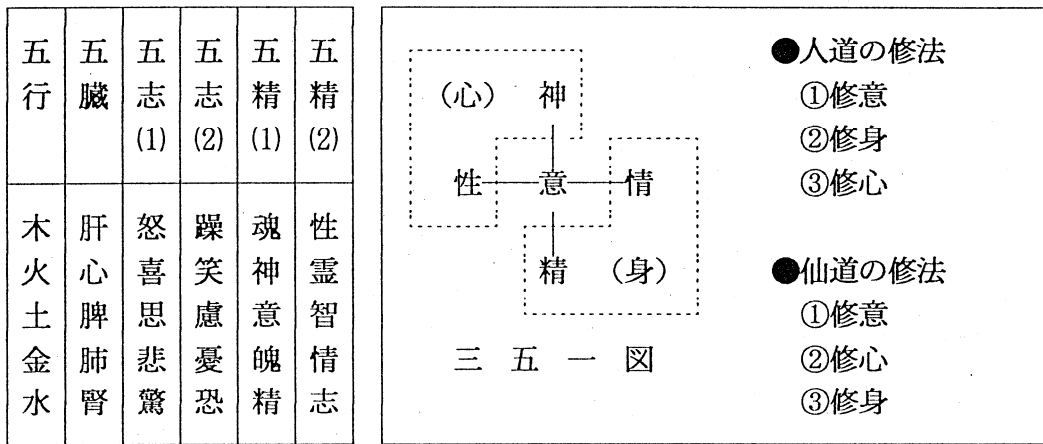 五行 五臓 五志(1) 五志(2) 五精(1) 五精(2)
木 肝 怒 躁 魂 性
火 心 喜 笑 神 霊
土 脾 思 慮 意 智
金 肺 悲 憂 魄 情
水 腎 驚 恐 精 志
(心) 神
性 意 情
精 (身)
三五一図
●人道の修法
①修意
②修身
③修心
●仙道の修法
①修意
②修心
③修身